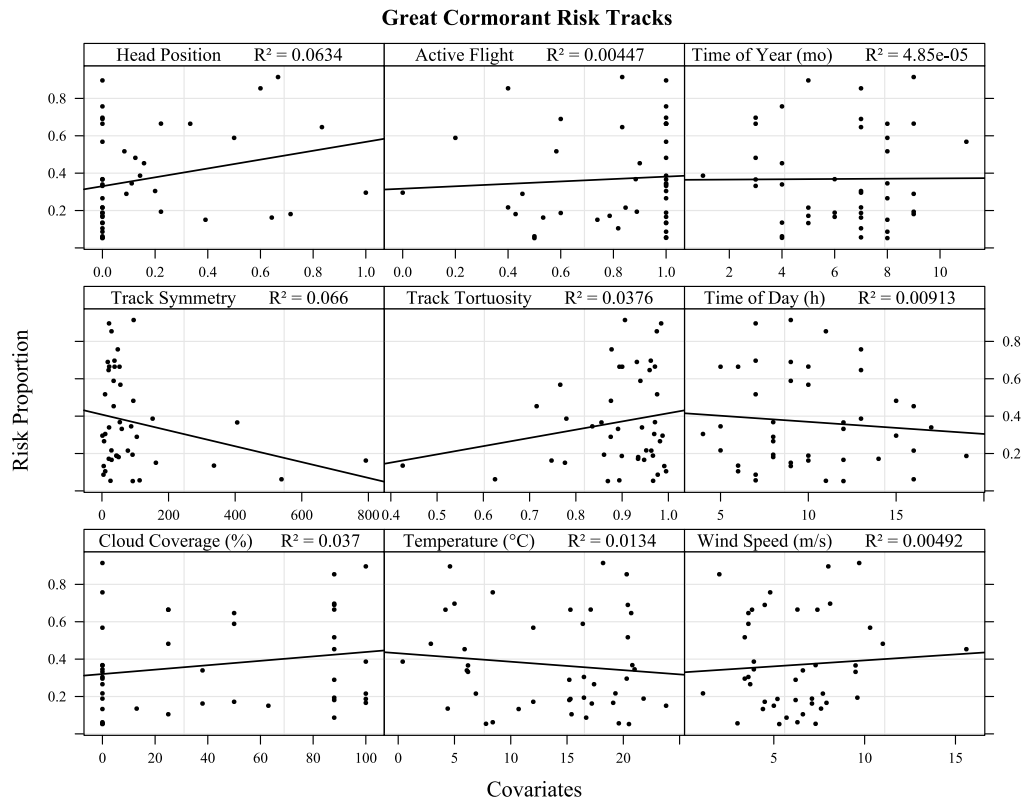 Great Cormorant Risk Tracks
Head Position R² = 0.0634 Active Flight R² = 0.00447 Time of Year (mo) R² = 4.85e-05
0.8
0.6
0.4
0.2
0.0 0.2 0.4 0.6 0.8 1.0 0.0 0.2 0.4 0.6 0.8 1.0 2 4 6 8 10
Track Symmetry R² = 0.066 Track Tortuosity R² = 0.0376 Time of Day (h) R² = 0.00913
0.8
0.6
0.4
0.2
0 200 400 600 800 0.4 0.5 0.6 0.7 0.8 0.9 1.0 5 10 15
Cloud Coverage (%) R² = 0.037 Temperature (°C) R² = 0.0134 Wind Speed (m/s) R² = 0.00492
0.8
0.6
0.4
0.2
0 20 40 60 80 100 0 5 10 15 20 5 10 15
Risk Proportion
Covariates